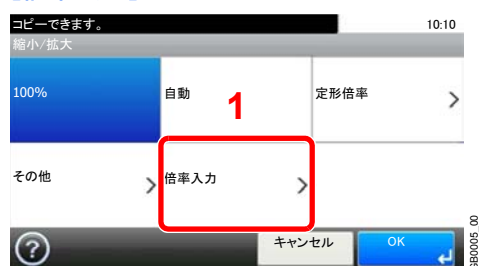 コピーできます。 10:10
縮小/拡大
100% 自動 1 定形倍率 >
その他 > 倍率入力 >
? キャンセル OK
GB0005_00